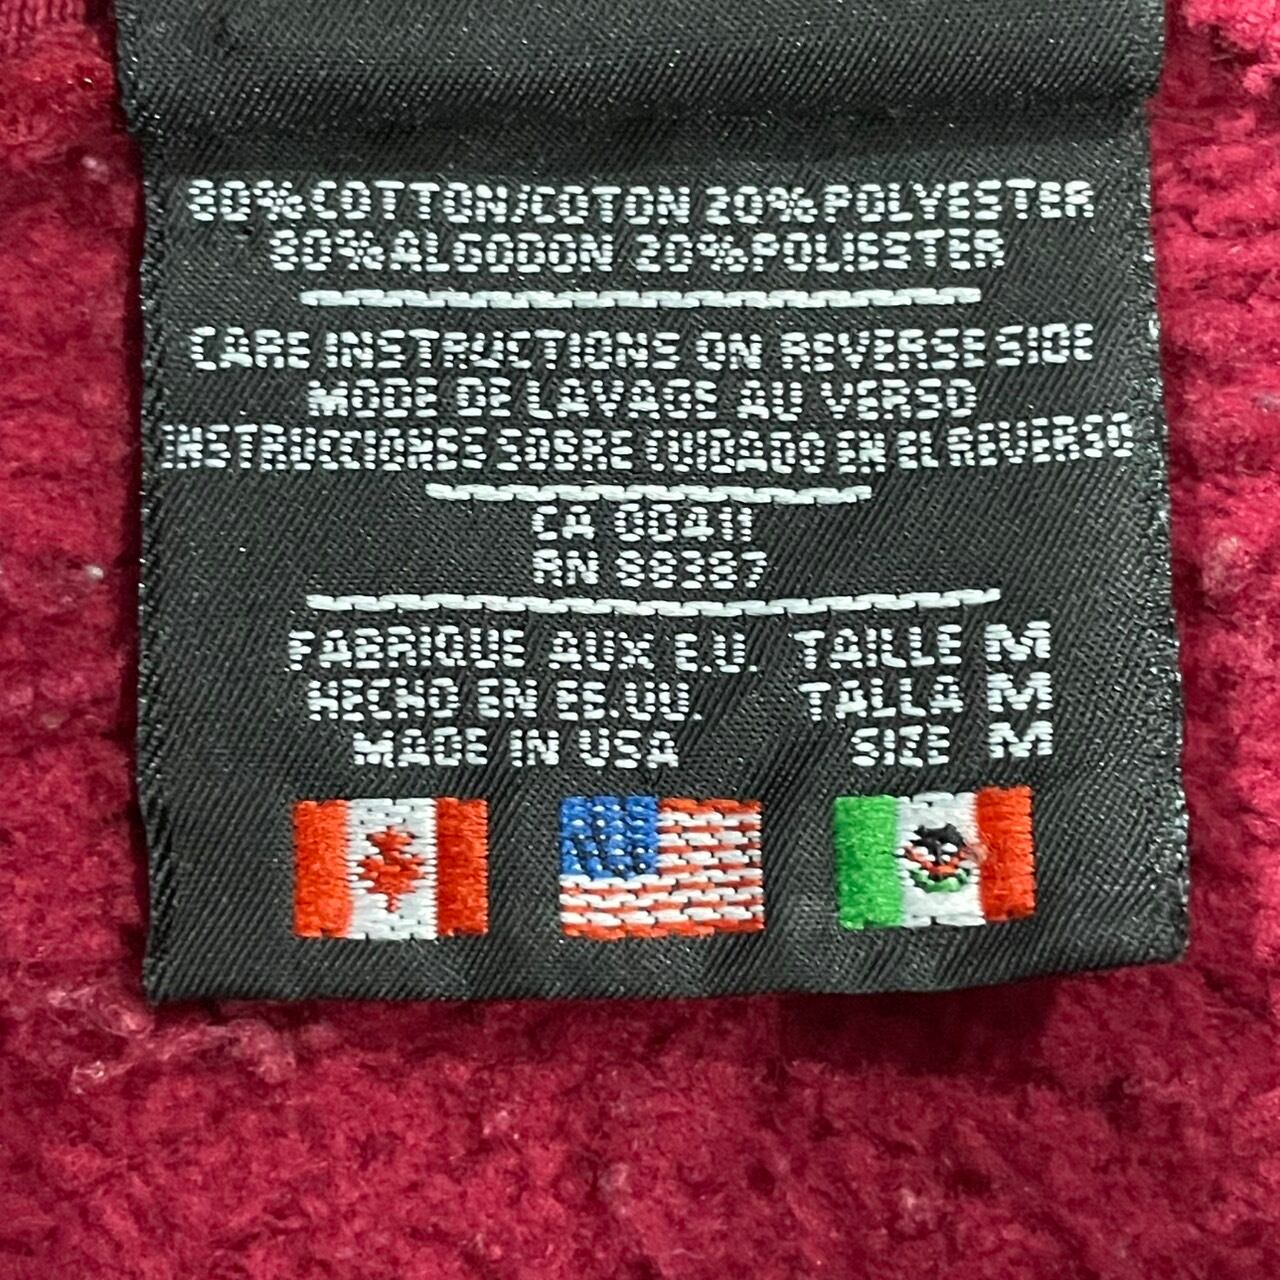 80% COTTON/COTON 20% POLYESTER
80% ALGODON 20% POLIESTER
CARE INSTRUCTIONS ON REVERSE SIDE
MODE DE LAVAGE AU VERSO
INSTRUCCIONES SOBRE CUIDADO EN EL REVERSO
CA 00411
RN 88387
FABRIQUE AUX E.U. TAILLE M
HECHO EN EE.UU. TALLA M
MADE IN USA SIZE M